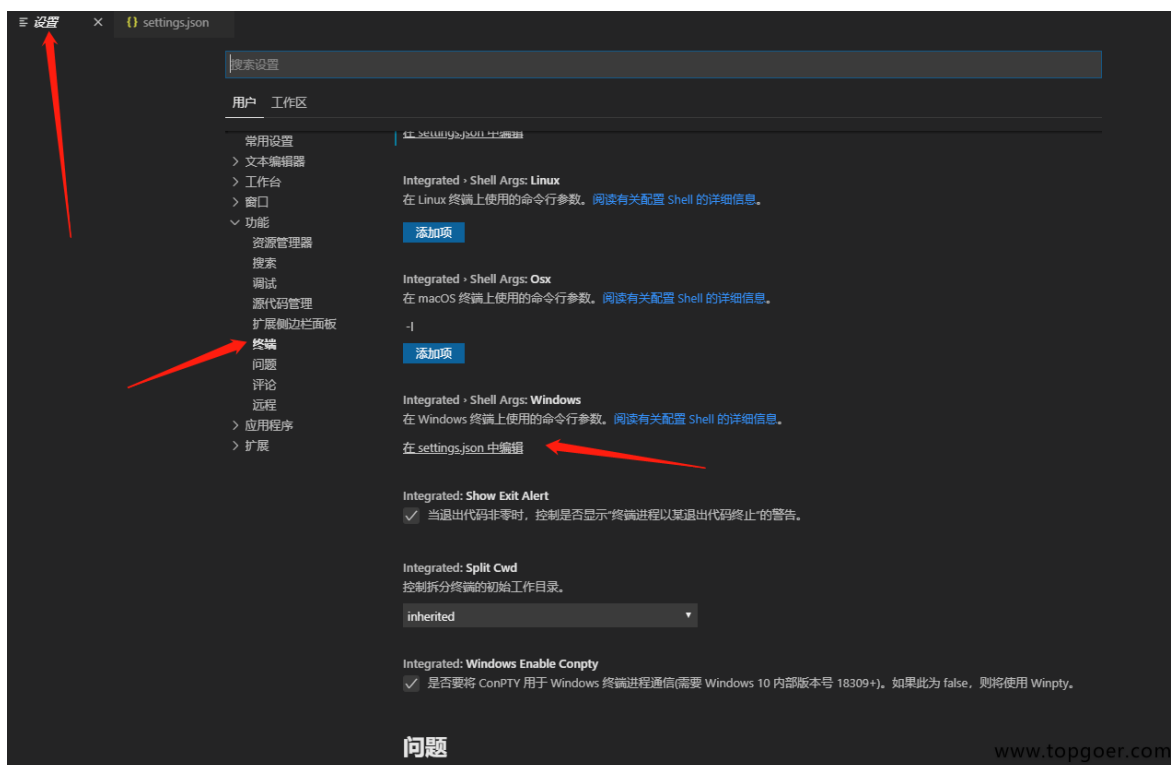 设置
{} settings.json
搜索设置
用户 工作区
常用设置
文本编辑器
工作台
窗口
功能
资源管理器
搜索
调试
源代码管理
扩展侧边栏面板
终端
问题
评论
远程
应用程序
扩展
在 settings.json 中编辑
Integrated › Shell Args: Linux
在 Linux 终端上使用的命令行参数。阅读有关配置 Shell 的详细信息。
添加项
Integrated › Shell Args: Osx
在 macOS 终端上使用的命令行参数。阅读有关配置 Shell 的详细信息。
-l
添加项
Integrated › Shell Args: Windows
在 Windows 终端上使用的命令行参数。阅读有关配置 Shell 的详细信息。
在 settings.json 中编辑
Integrated: Show Exit Alert
当退出代码非零时，控制是否显示“终端进程以某退出代码终止”的警告。
Integrated: Split Cwd
控制拆分终端的初始工作目录。
inherited
Integrated: Windows Enable Conpty
是否要将 ConPTY 用于 Windows 终端进程通信(需要 Windows 10 内部版本号 18309+)。如果此为 false，则将使用 Winpty。
问题
www.topgoer.com